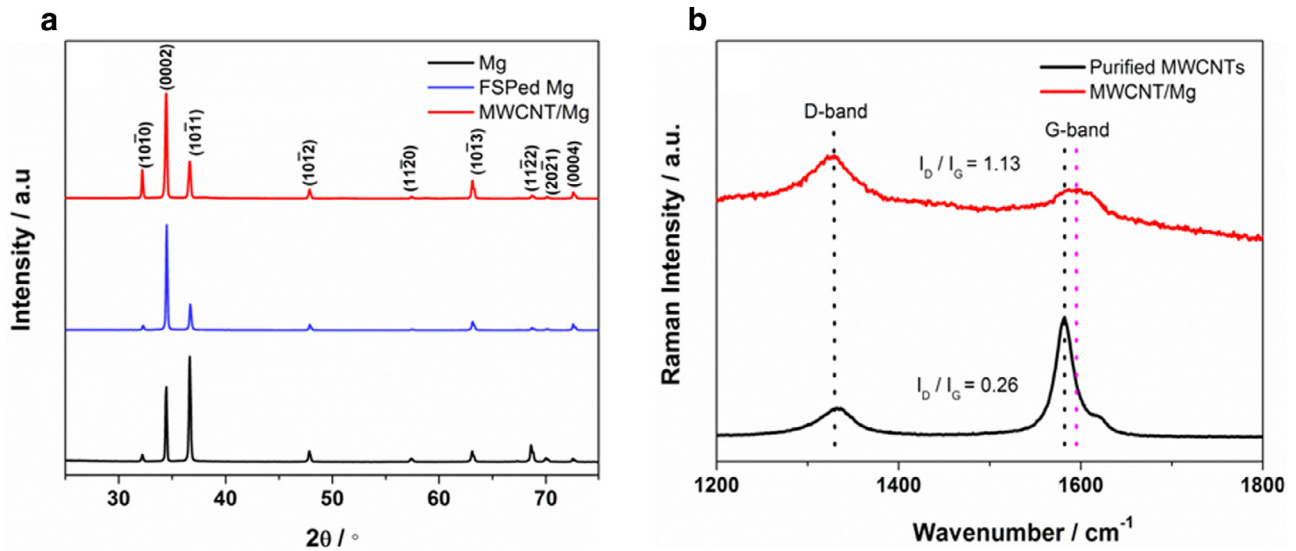 a
Intensity / a.u
Mg
FSPed Mg
MWCNT/Mg
(101̄0)
(0002)
(101̄1)
(101̄2)
(112̄0)
(101̄3)
(112̄2)
(202̄1)
(0004)
30 40 50 60 70
2θ / °
b
Raman Intensity / a.u.
Purified MWCNTs
MWCNT/Mg
D-band
G-band
I_D / I_G = 1.13
I_D / I_G = 0.26
1200 1400 1600 1800
Wavenumber / cm⁻¹